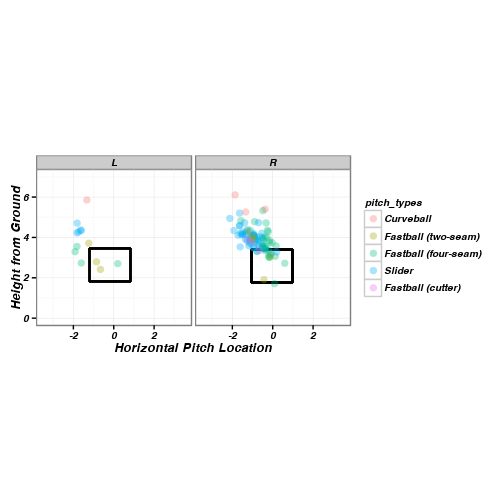 L R
Height from Ground
6
4
2
0
-2 0 2 -2 0 2
Horizontal Pitch Location
pitch_types
Curveball
Fastball (two-seam)
Fastball (four-seam)
Slider
Fastball (cutter)